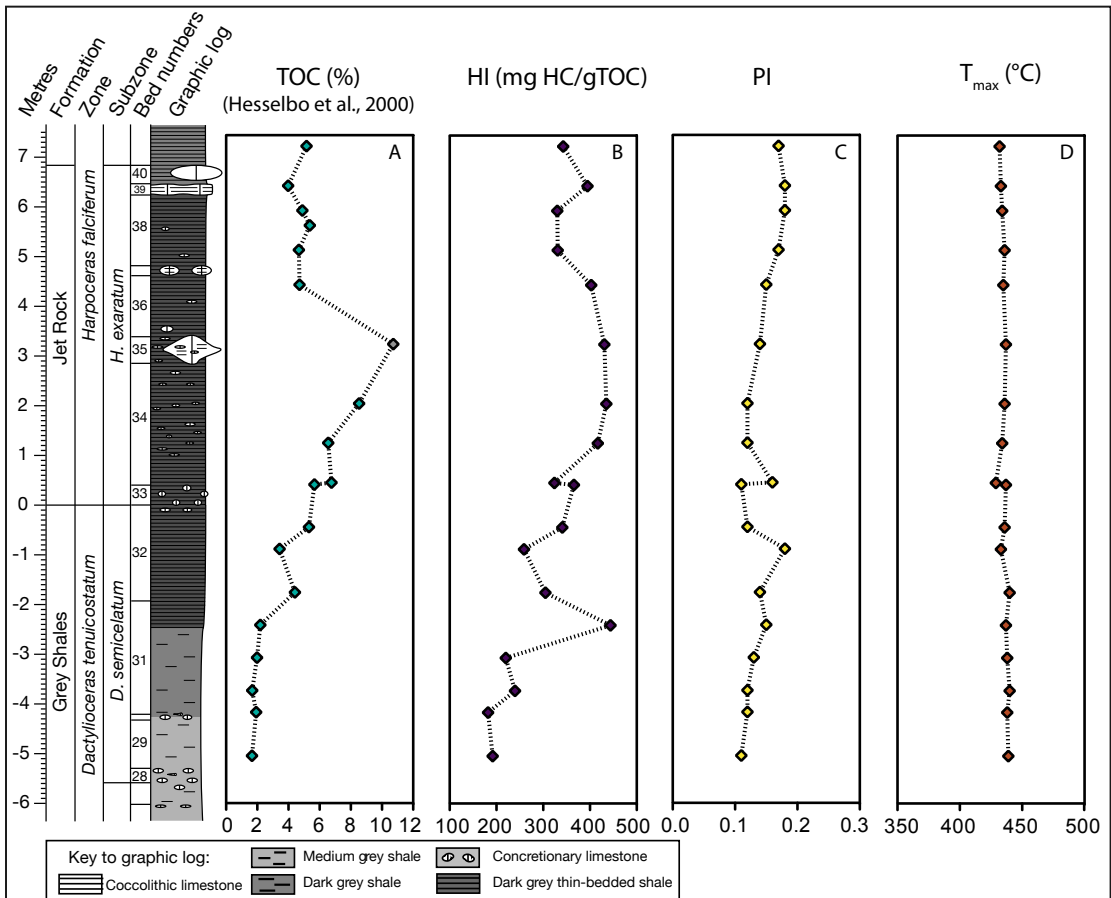 Metres
Formation
Zone
Subzone
Bed numbers
Graphic log
TOC (%)
(Hesselbo et al., 2000)
HI (mg HC/gTOC)
PI
Tmax (°C)
A
B
C
D
7
6
5
4
3
2
1
0
-1
-2
-3
-4
-5
-6
Jet Rock
Grey Shales
Harpoceras falciferum
Dactylioceras tenuicostatum
H. exaratum
D. semicelatum
40
39
38
36
35
34
33
32
31
29
28
0 2 4 6 8 10 12
100 200 300 400 500
0.0 0.1 0.2 0.3
350 400 450 500
Key to graphic log:
Coccolithic limestone
Medium grey shale
Dark grey shale
Concretionary limestone
Dark grey thin-bedded shale